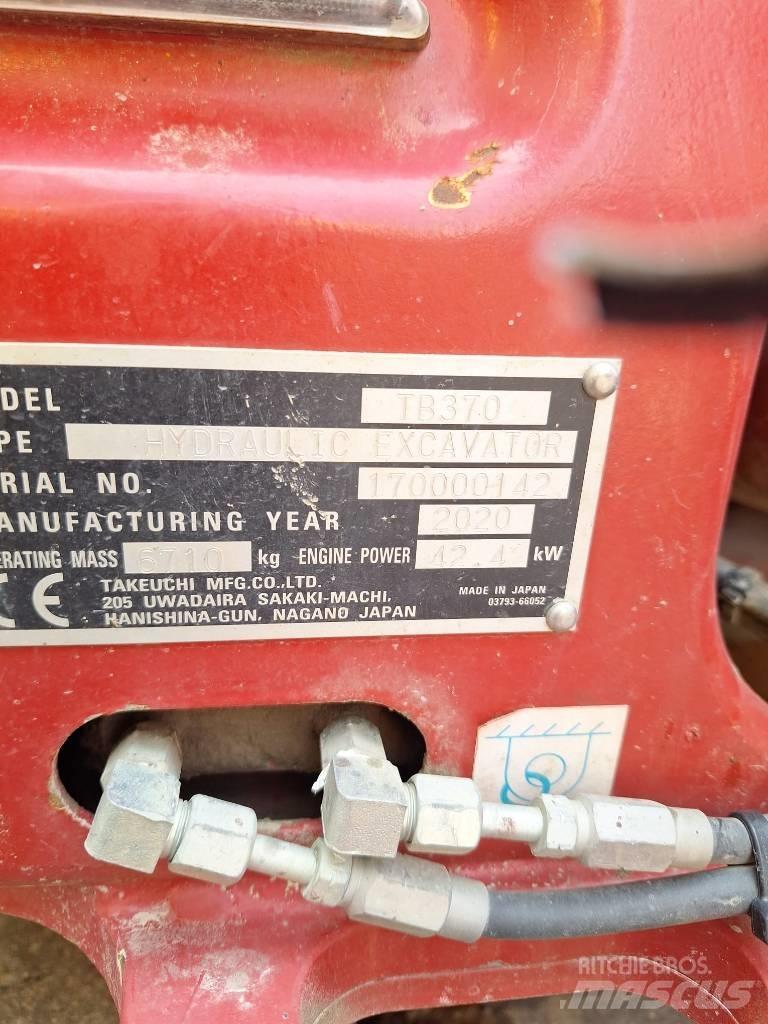 DEL TB370
PE HYDRAULIC EXCAVATOR
RIAL NO. 170000142
ANUFACTURING YEAR 2020
ERATING MASS 6710 kg ENGINE POWER 42.4 kW
CE
TAKEUCHI MFG.CO.LTD.
205 UWADAIRA SAKAKI-MACHI,
HANISHINA-GUN, NAGANO JAPAN
MADE IN JAPAN
03793-66052
RITCHIE BROS.
MASCUS